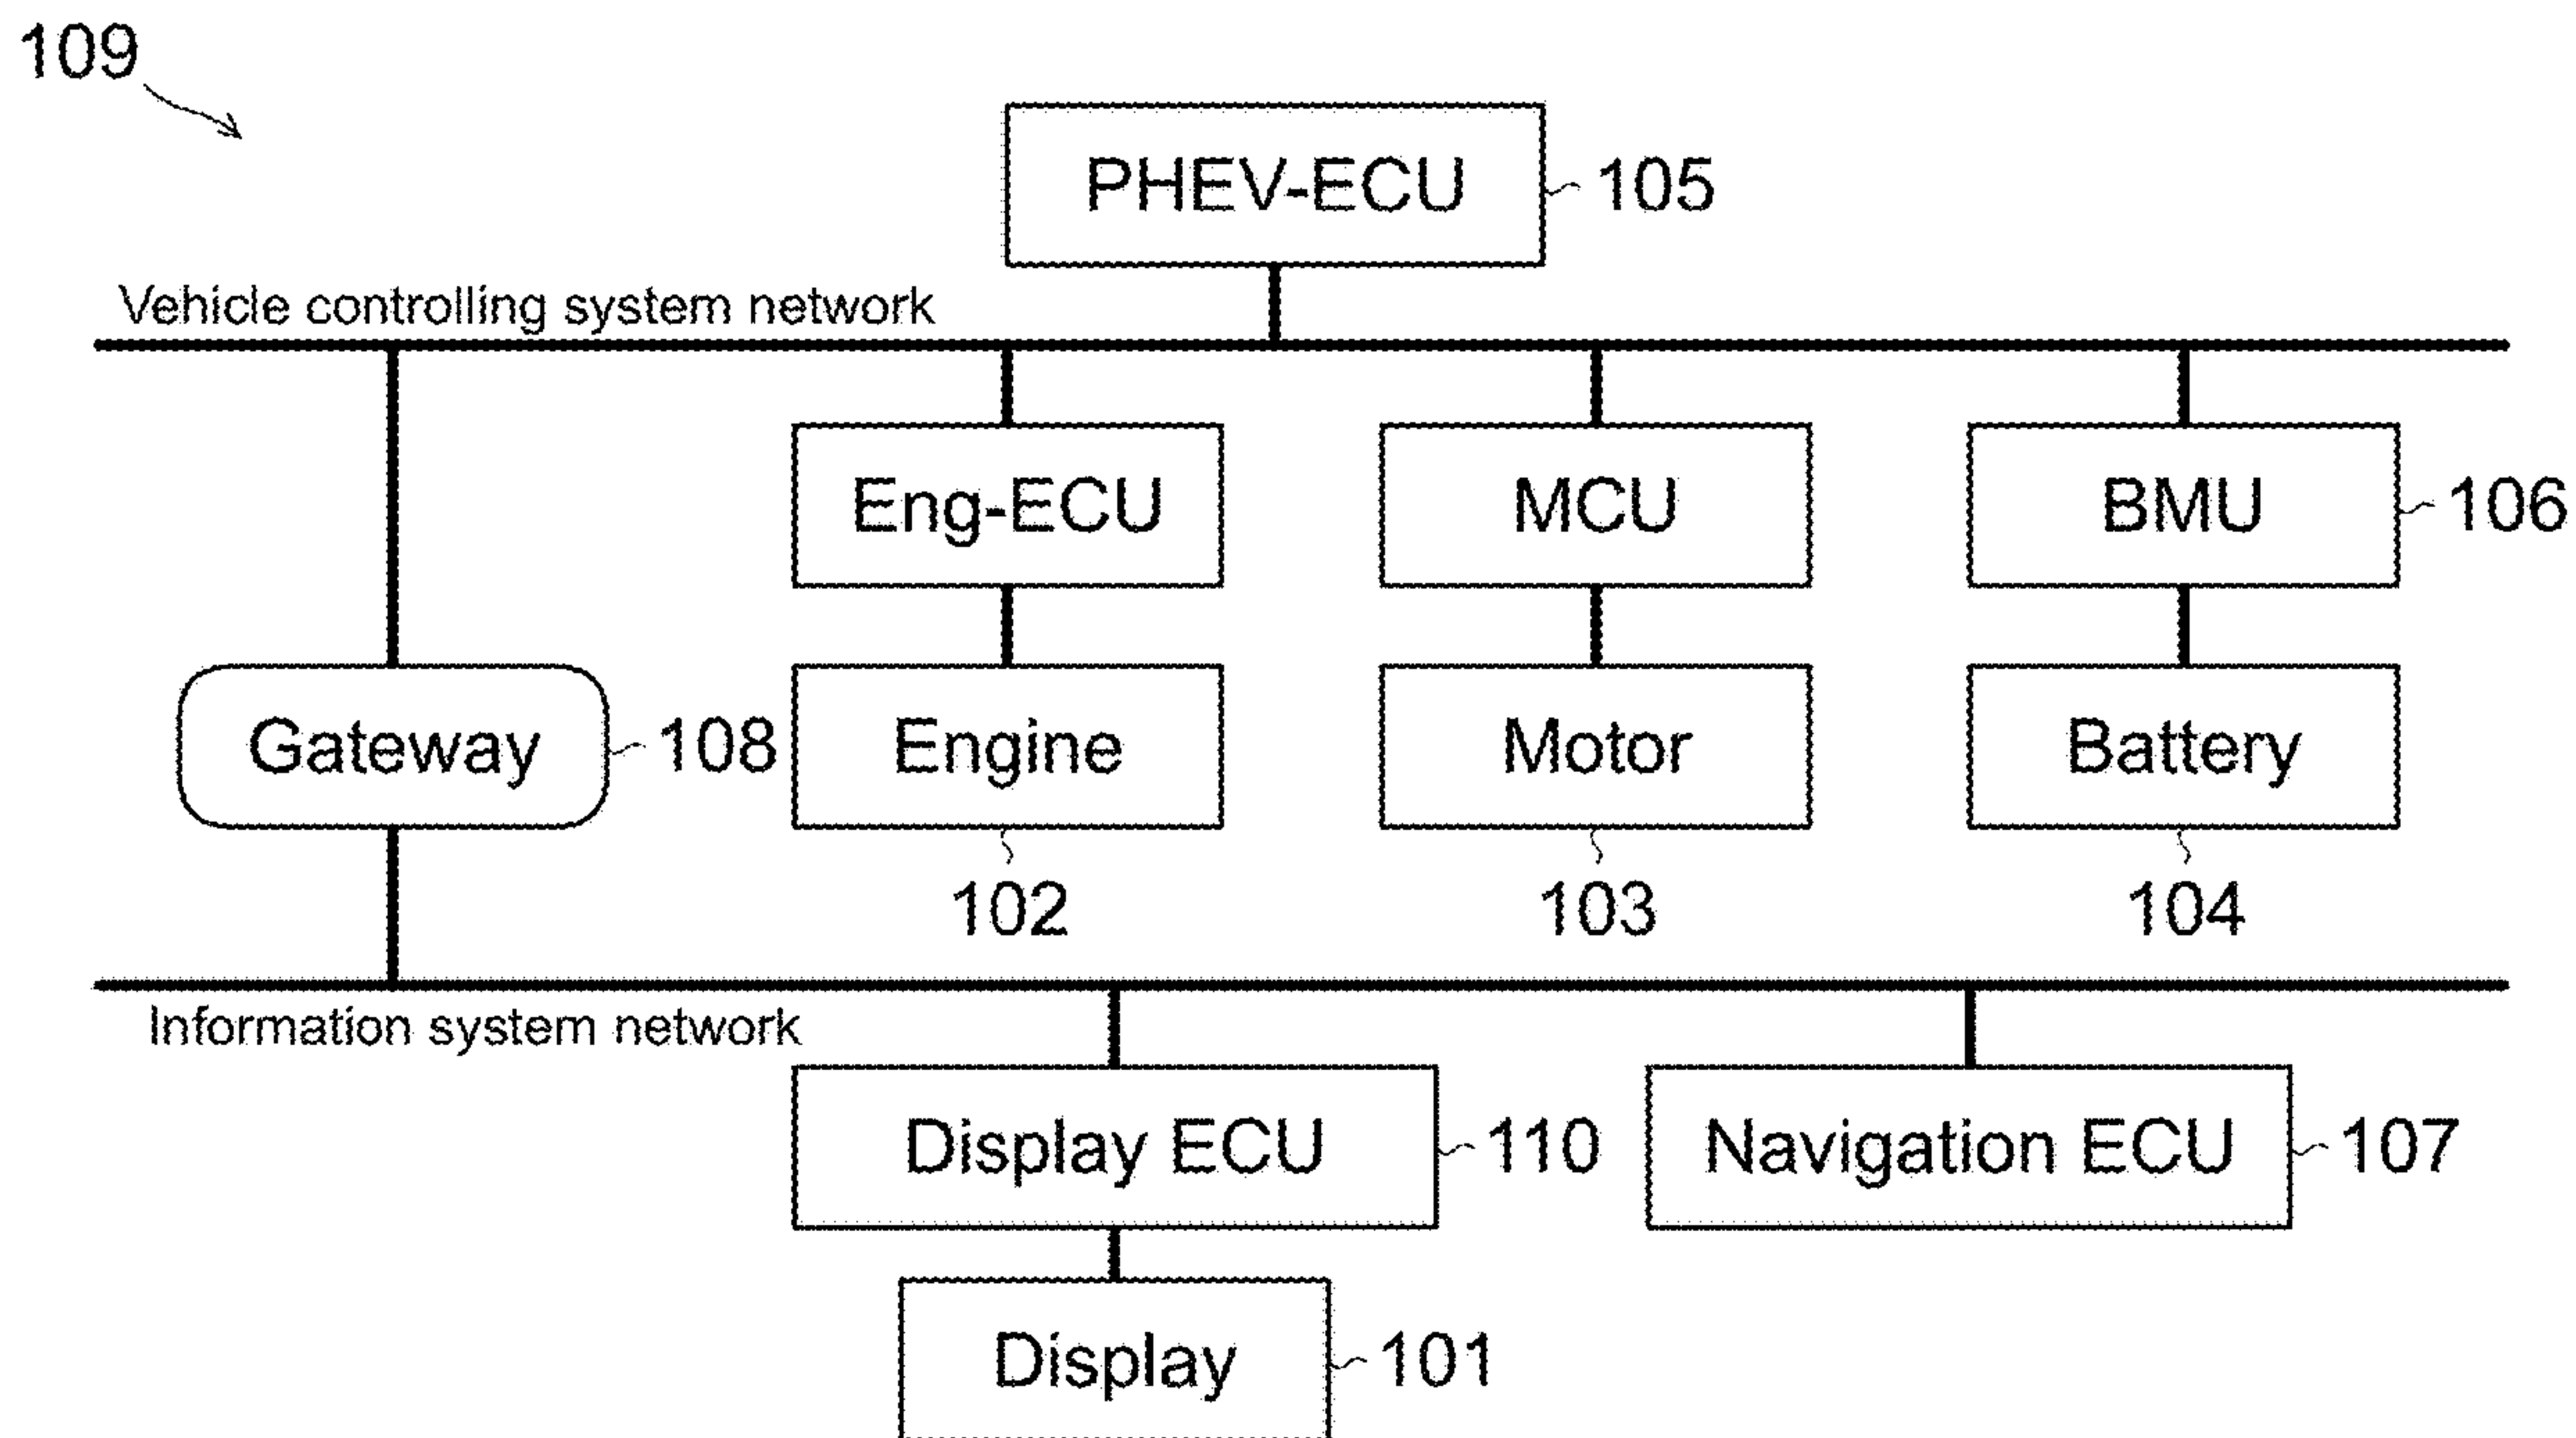 109
PHEV-ECU 105
Vehicle controlling system network
Eng-ECU MCU BMU 106
Gateway 108 Engine Motor Battery
102 103 104
Information system network
Display ECU 110 Navigation ECU 107
Display 101